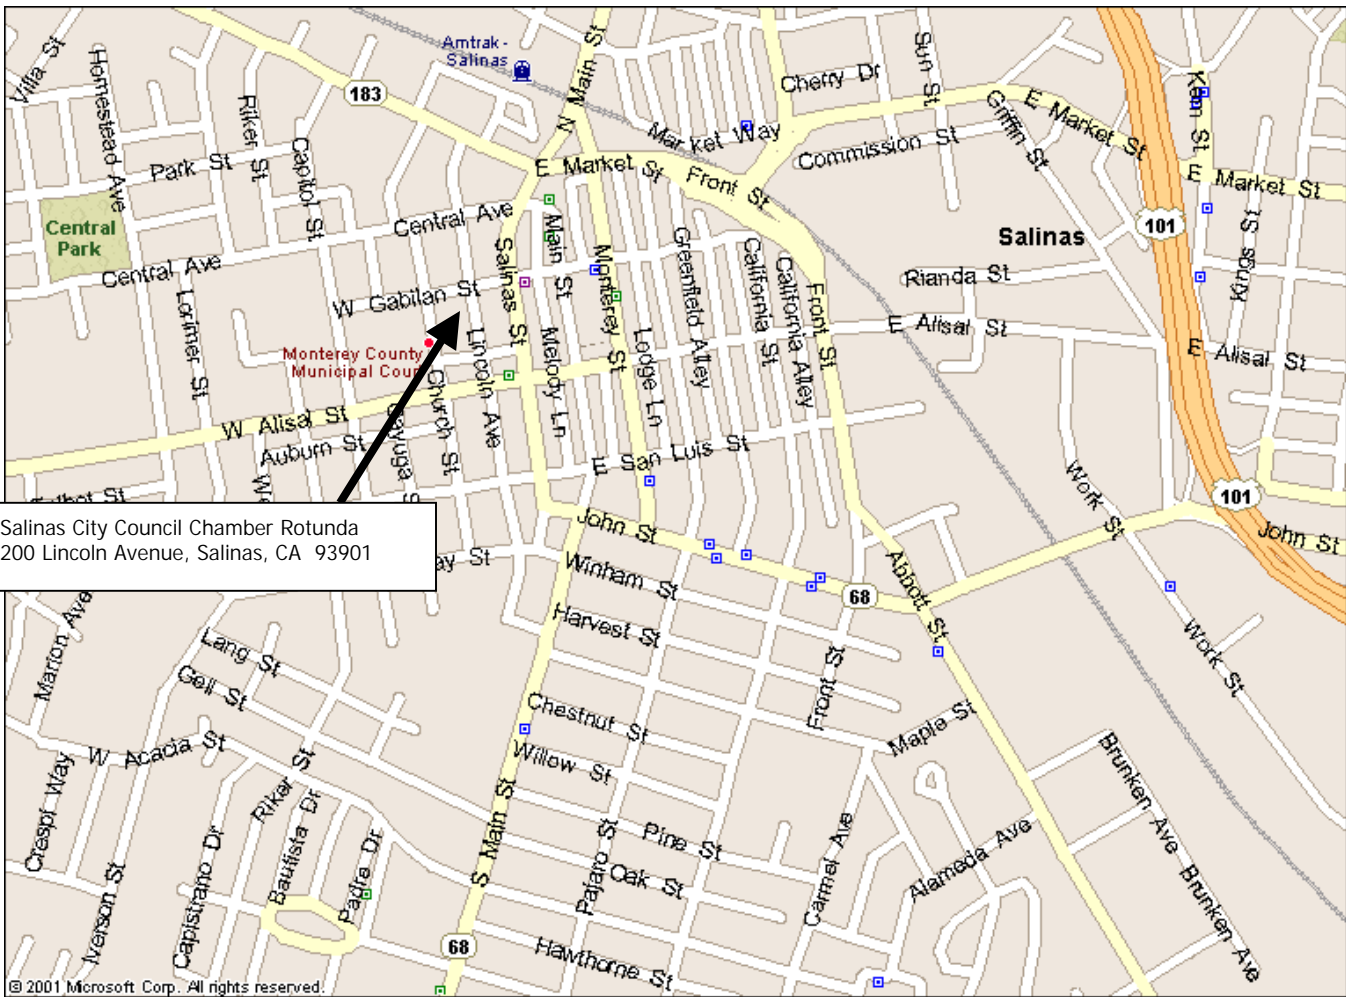 Villa St
Homestead Ave
183
Amtrak -
Salinas
N Main St
Cherry Dr
Sun St
Griffin St
E Market St
Kern St
Riker St
Capitol St
Park St
Market Way
Commission St
E Market St
Front St
E Market St
Central
Park
Central Ave
Central Ave
Salinas St
Main St
Monterey St
Greenfield Alley
California St
California Alley
Front St
Salinas
101
Kings St
Rianda St
W Gabilan St
Lorimer St
Lincoln Ave
Melody Ln
Lodge Ln
E Alisal St
E Alisal St
Monterey County
Municipal Cour
Church St
Cayuga S
W Alisal St
Auburn St
E San Luis St
Work St
101
John St
John St
Salinas City Council Chamber Rotunda
200 Lincoln Avenue, Salinas, CA 93901
ay St
Winham St
68
Abbott St
Marion Ave
Harvest St
Lang St
Gell St
Front St
Work St
Chestnut St
Maple St
W Acacia St
Willow St
Crespi Way
Riker St
Bautista Dr
Padre Dr
S Main St
Pajaro St
Pine St
Oak St
Carmel Ave
Alameda Ave
Brunken Ave
Brunken Ave
Iverson St
Capistrano Dr
68
Hawthorne St
© 2001 Microsoft Corp. All rights reserved.